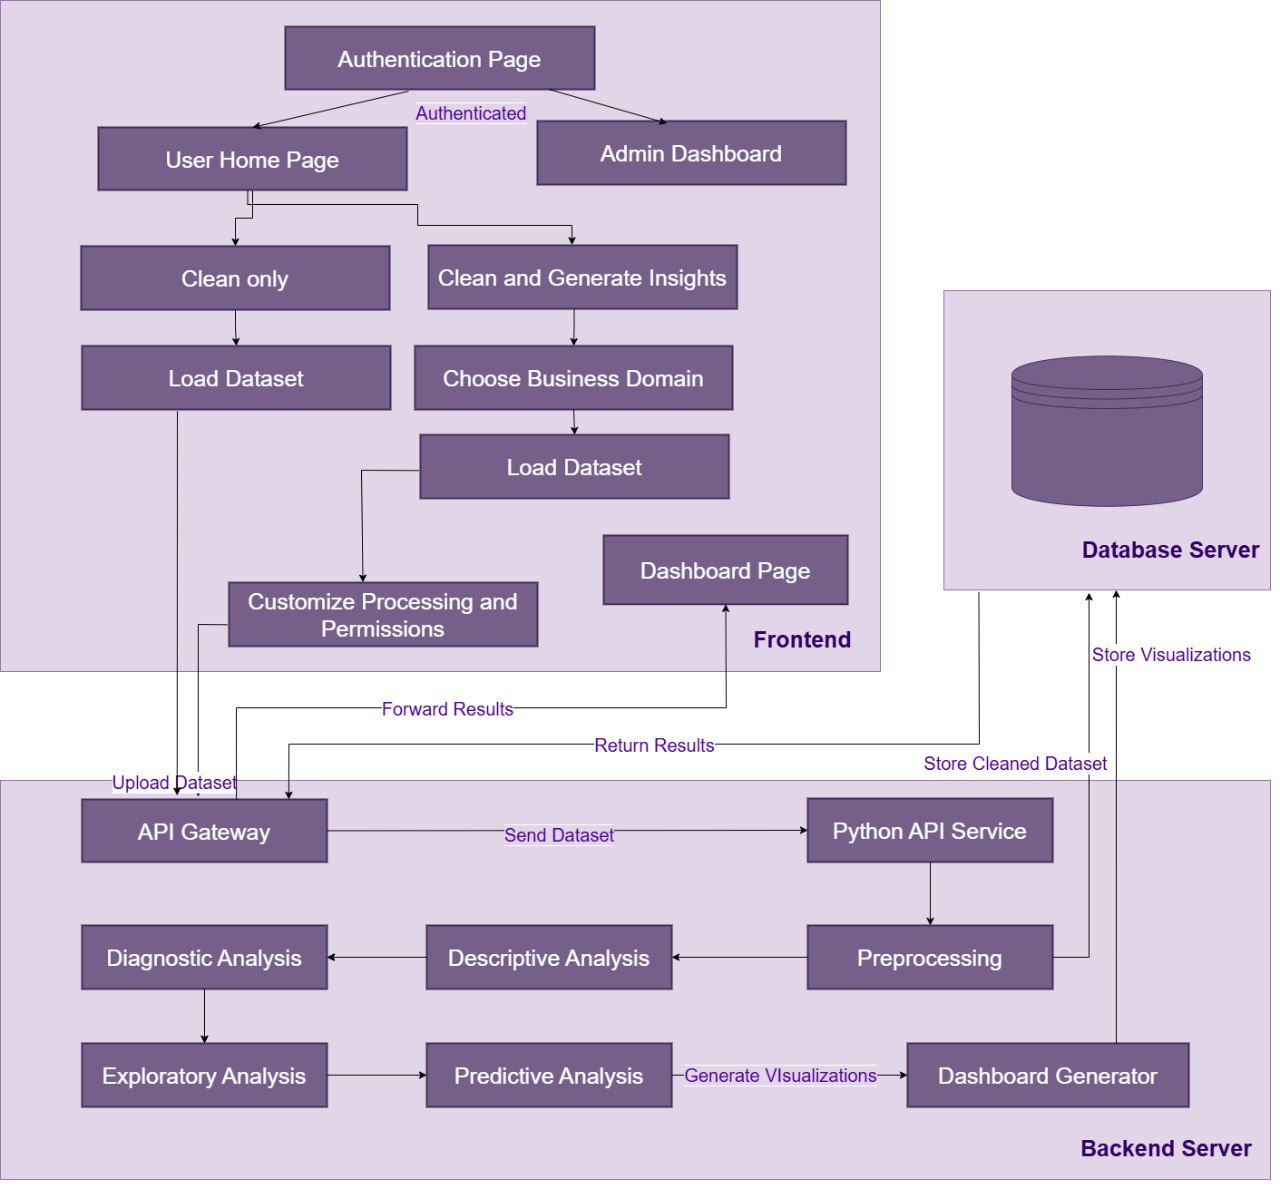 Authentication Page
Authenticated
User Home Page
Admin Dashboard
Clean only
Clean and Generate Insights
Load Dataset
Choose Business Domain
Load Dataset
Database Server
Dashboard Page
Customize Processing and
Permissions
Frontend
Store Visualizations
Forward Results
Return Results
Store Cleaned Dataset
Upload Dataset
API Gateway
Send Dataset
Python API Service
Diagnostic Analysis
Descriptive Analysis
Preprocessing
Exploratory Analysis
Predictive Analysis
Generate VIsualizations
Dashboard Generator
Backend Server